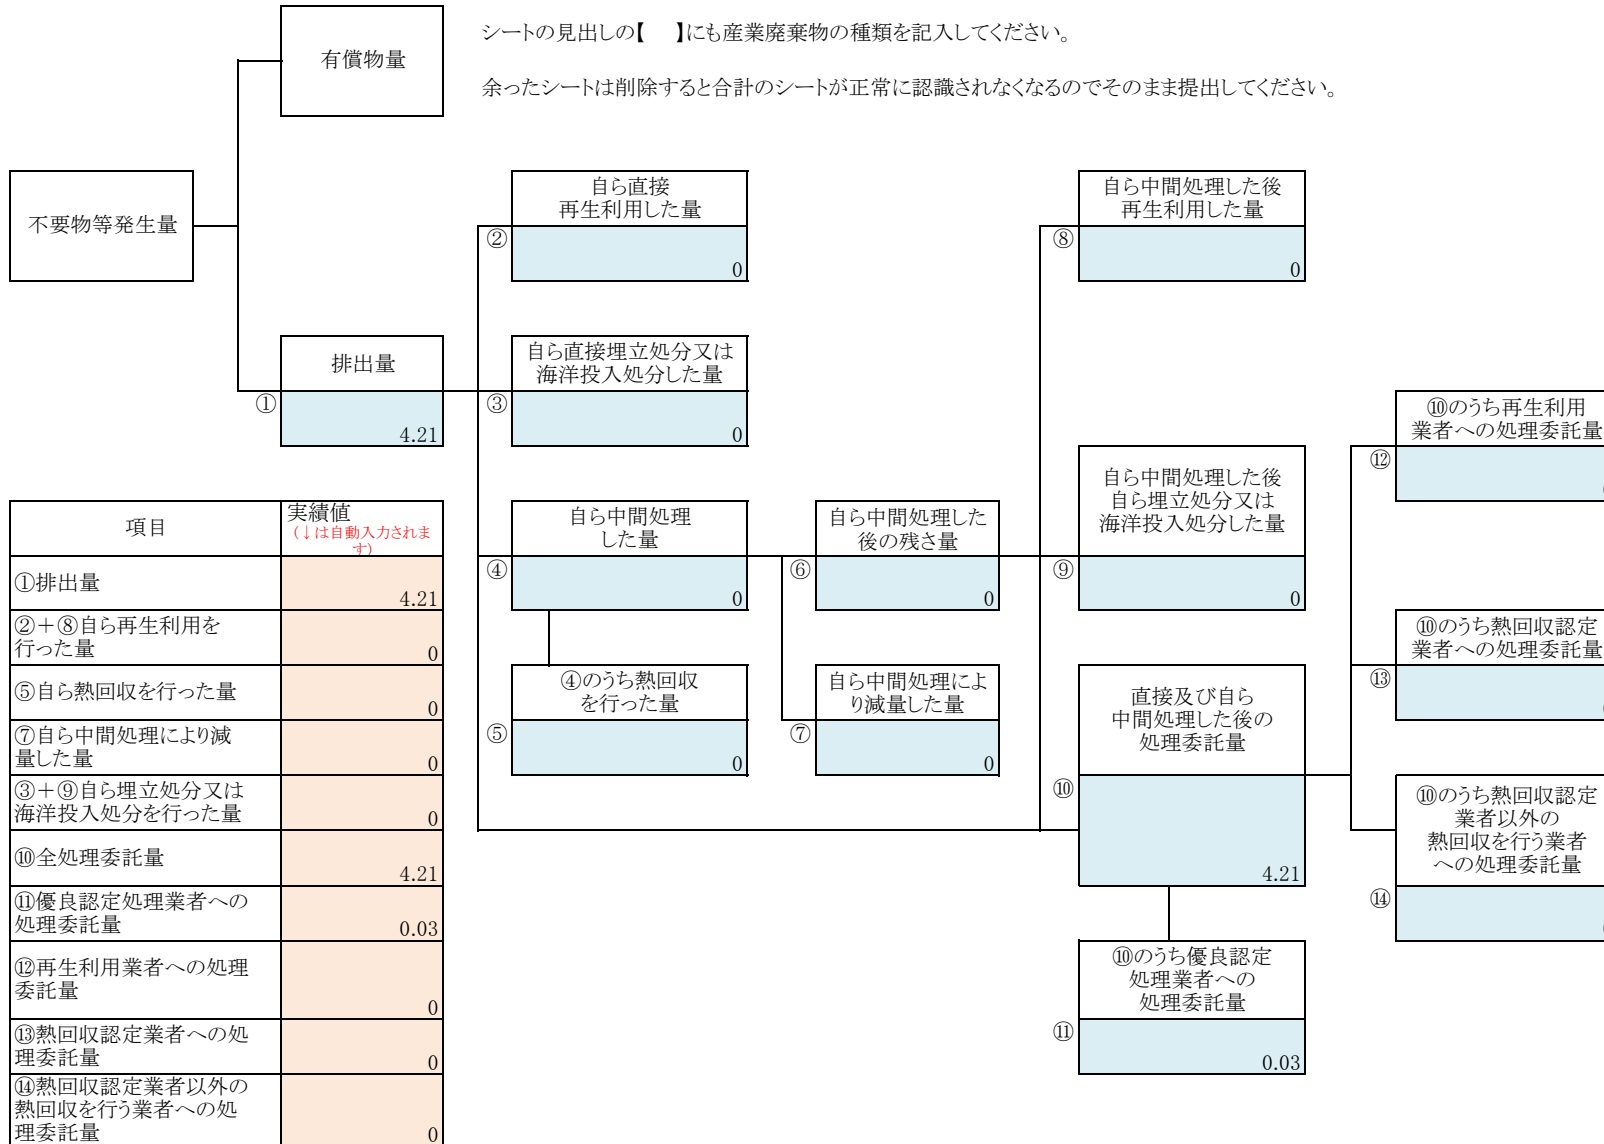 有償物量
シートの見出しの【　】にも産業廃棄物の種類を記入してください。
余ったシートは削除すると合計のシートが正常に認識されなくなるのでそのまま提出してください。
不要物等発生量
自ら直接
再生利用した量
②
0
自ら中間処理した後
再生利用した量
⑧
0
排出量
①
4.21
自ら直接埋立処分又は
海洋投入処分した量
③
0
⑩のうち再生利用
業者への処理委託量
⑫
自ら中間処理
した量
④
0
自ら中間処理した
後の残さ量
⑥
0
自ら中間処理した後
自ら埋立処分又は
海洋投入処分した量
⑨
0
④のうち熱回収
を行った量
⑤
0
自ら中間処理によ
り減量した量
⑦
0
直接及び自ら
中間処理した後の
処理委託量
⑩
4.21
⑩のうち熱回収認定
業者への処理委託量
⑬
⑩のうち熱回収認定
業者以外の
熱回収を行う業者
への処理委託量
⑭
⑩のうち優良認定
処理業者への
処理委託量
⑪
0.03
項目
実績値
(↓は自動入力されま
す)
①排出量
4.21
②＋⑧自ら再生利用を
行った量
0
⑤自ら熱回収を行った量
0
⑦自ら中間処理により減
量した量
0
③＋⑨自ら埋立処分又は
海洋投入処分を行った量
0
⑩全処理委託量
4.21
⑪優良認定処理業者への
処理委託量
0.03
⑫再生利用業者への処理
委託量
0
⑬熱回収認定業者への処
理委託量
0
⑭熱回収認定業者以外の
熱回収を行う業者への処
理委託量
0